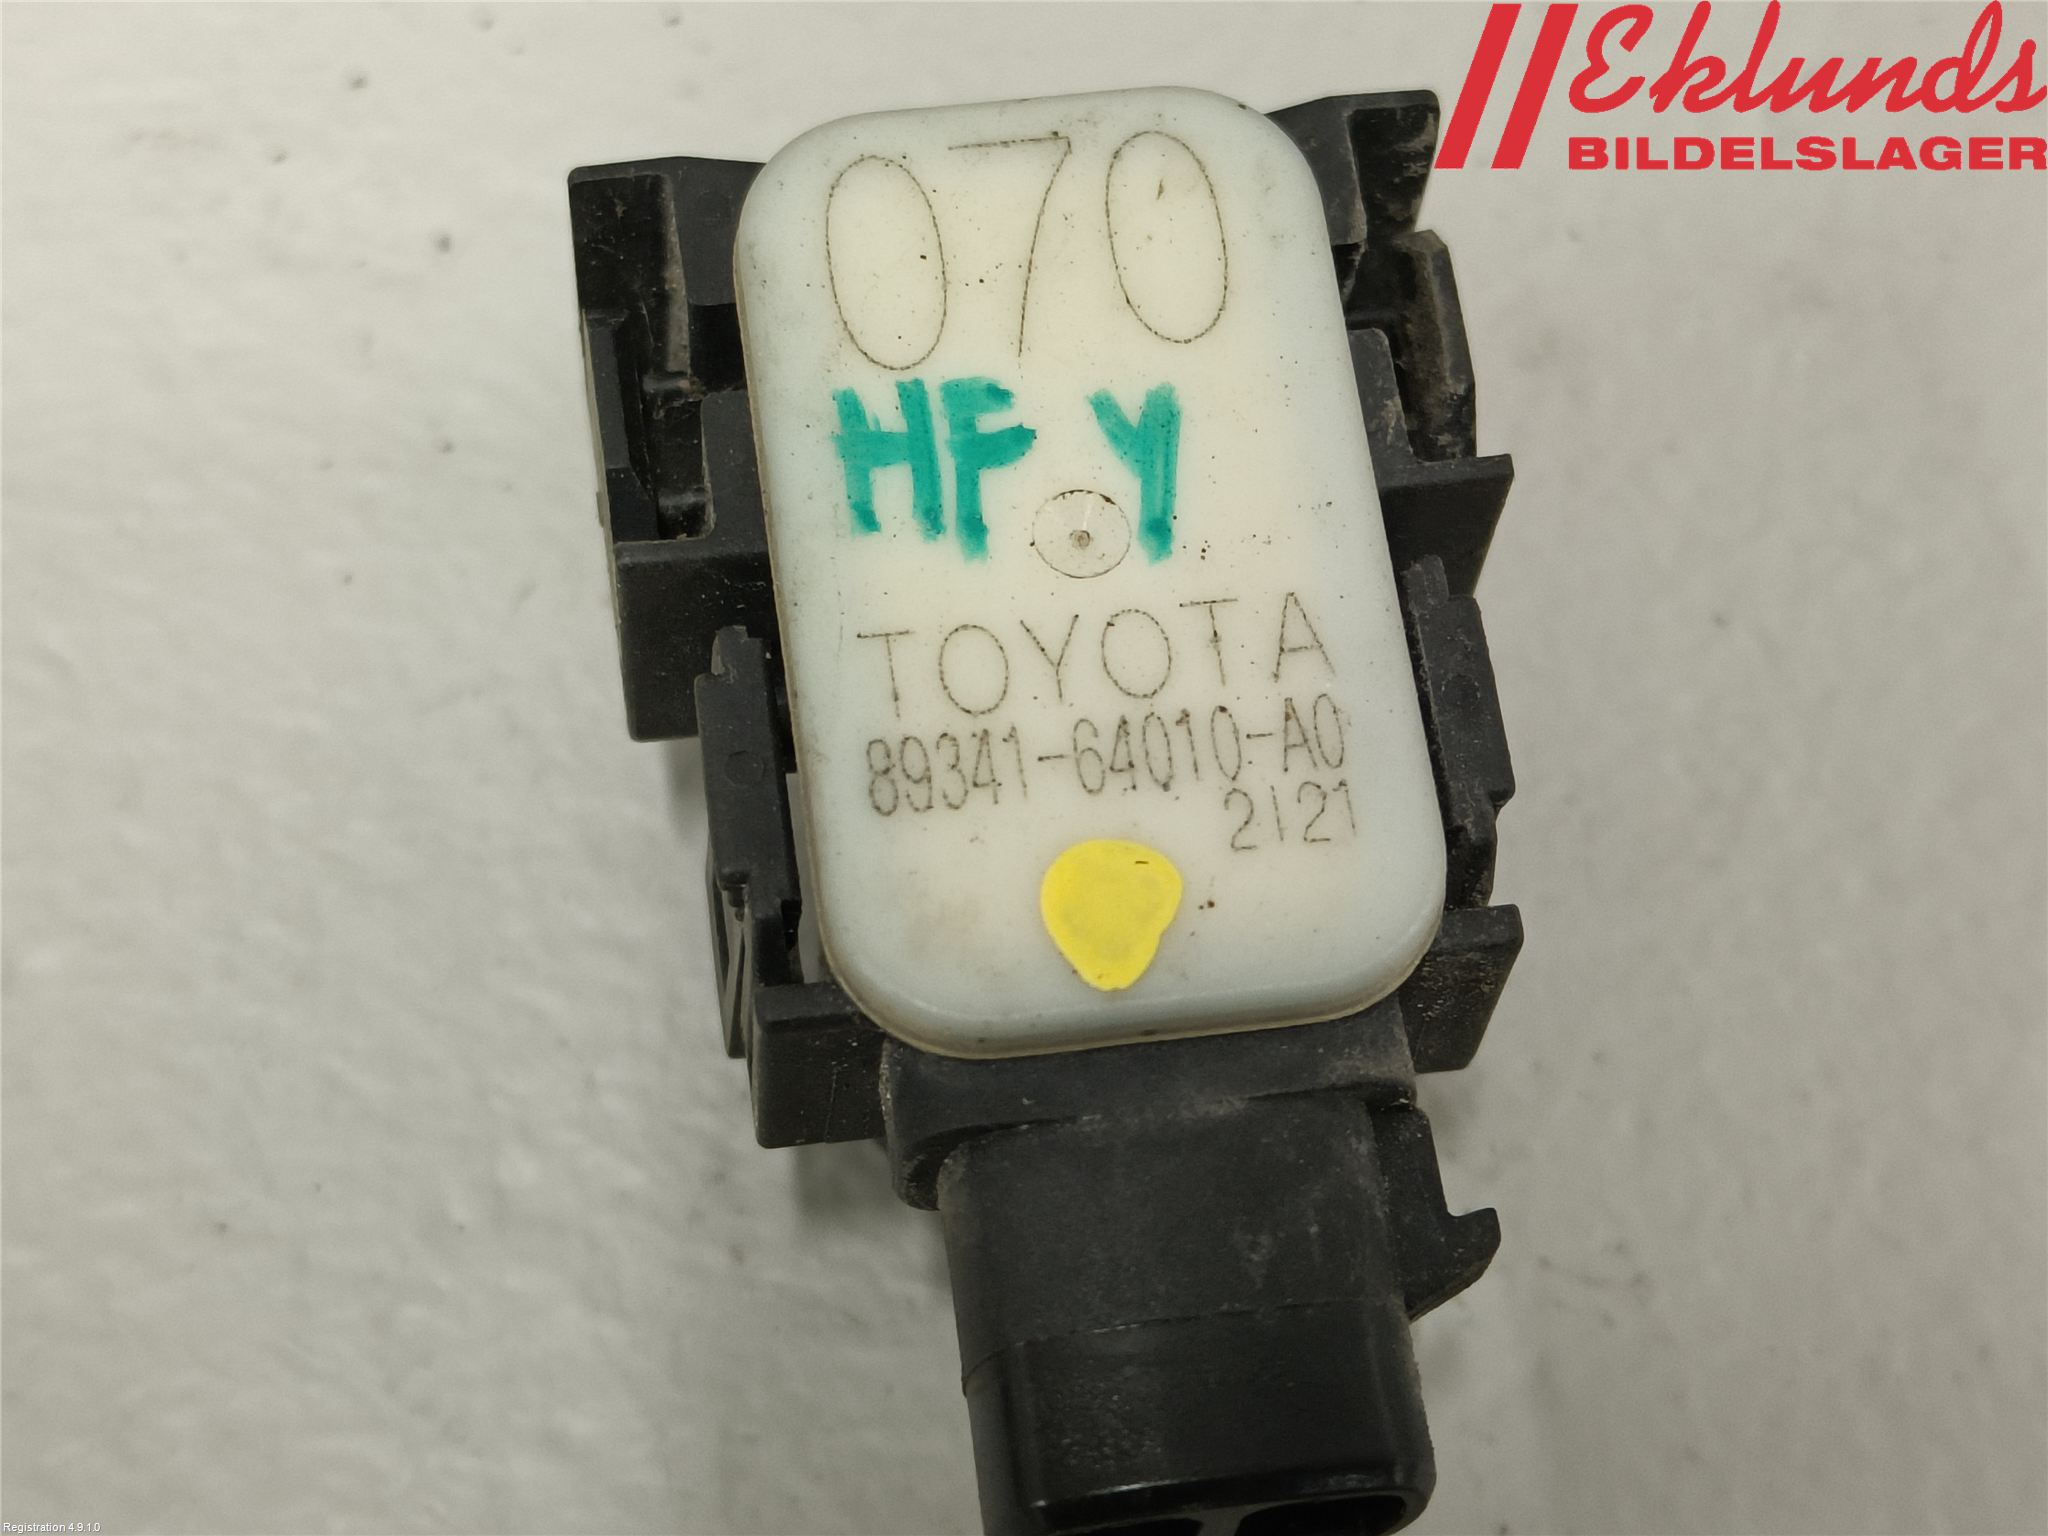 Eklunds
BILDELSLAGER
070
HF Y
TOYOTA
89341-64010-A0
2121
Registration 4.9.1.0